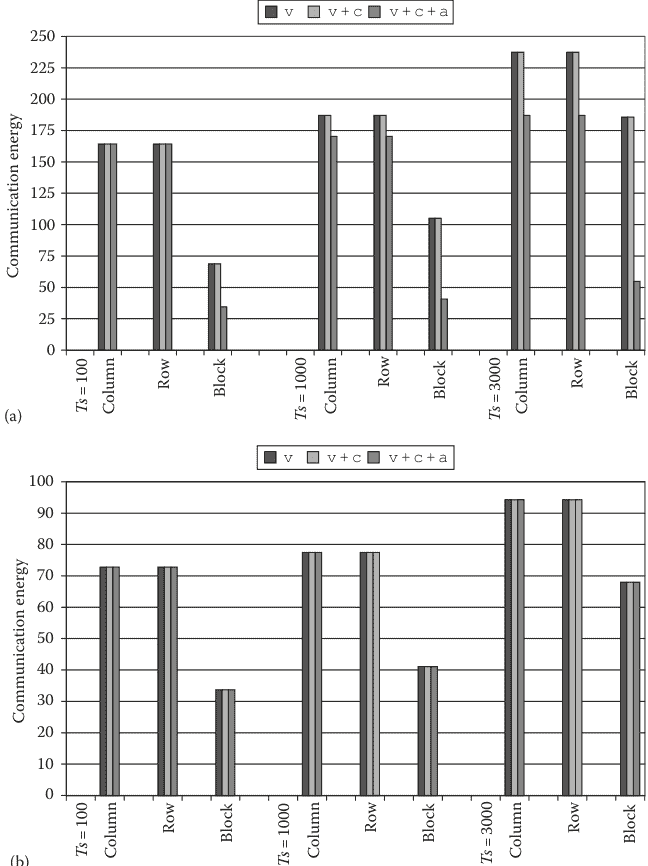 v v+c v+c+a
250
225
200
175
150
125
100
75
50
25
0
Communication energy
Ts = 100
Column
Row
Block
Ts = 1000
Column
Row
Block
Ts = 3000
Column
Row
Block
(a)
v v+c v+c+a
100
90
80
70
60
50
40
30
20
10
0
Communication energy
Ts = 100
Column
Row
Block
Ts = 1000
Column
Row
Block
Ts = 3000
Column
Row
Block
(b)